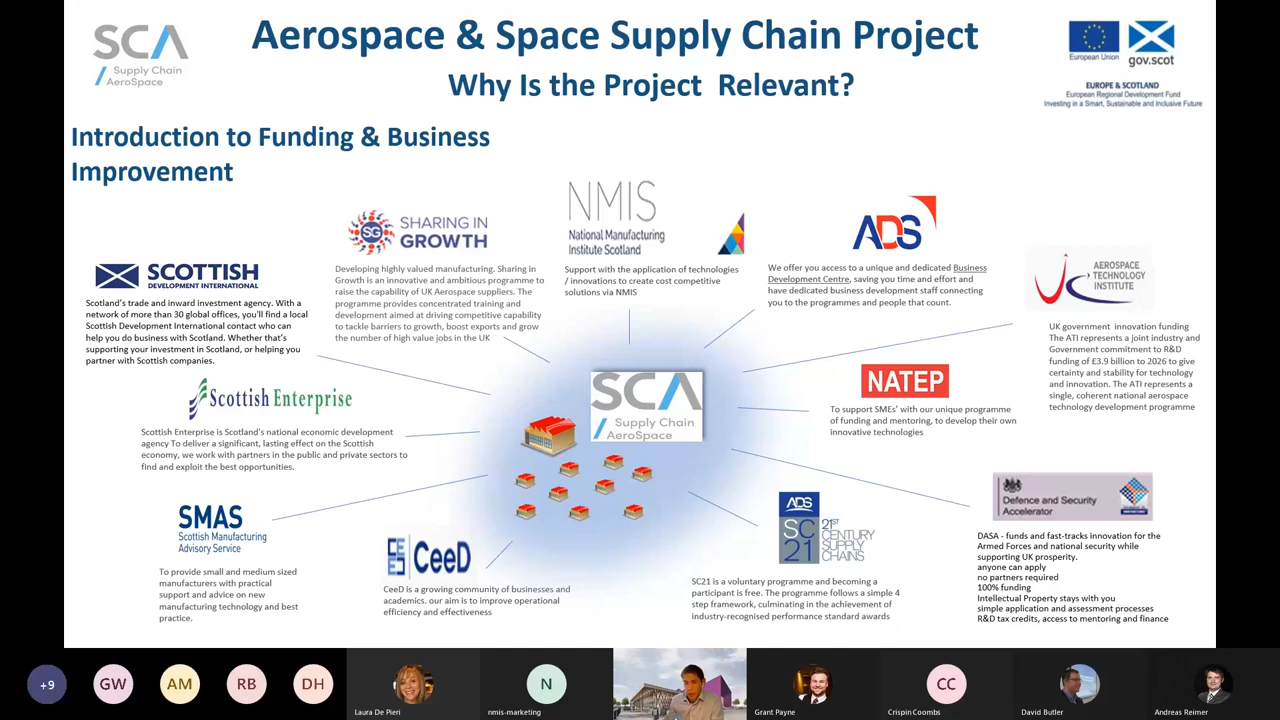 SCA
Supply Chain
AeroSpace
Aerospace & Space Supply Chain Project
Why Is the Project Relevant?
European Union
gov.scot
EUROPE & SCOTLAND
European Regional Development Fund
Investing in a Smart, Sustainable and Inclusive Future
Introduction to Funding & Business
Improvement
SCOTTISH
DEVELOPMENT INTERNATIONAL
Scotland's trade and inward investment agency. With a
network of more than 30 global offices, you'll find a local
Scottish Development International contact who can
help you do business with Scotland. Whether that's
supporting your investment in Scotland, or helping you
partner with Scottish companies.
SG
SHARING IN
GROWTH
Developing highly valued manufacturing. Sharing in
Growth is an innovative and ambitious programme to
raise the capability of UK Aerospace suppliers. The
programme provides concentrated training and
development aimed at driving competitive capability
to tackle barriers to growth, boost exports and grow
the number of high value jobs in the UK
NMIS
National Manufacturing
Institute Scotland
Support with the application of technologies
/ innovations to create cost competitive
solutions via NMIS
ADS
We offer you access to a unique and dedicated Business
Development Centre, saving you time and effort and
have dedicated business development staff connecting
you to the programmes and people that count.
AEROSPACE
TECHNOLOGY
INSTITUTE
UK government innovation funding
The ATI represents a joint industry and
Government commitment to R&D
funding of £3.9 billion to 2026 to give
certainty and stability for technology
and innovation. The ATI represents a
single, coherent national aerospace
technology development programme
Scottish Enterprise
Scottish Enterprise is Scotland's national economic development
agency To deliver a significant, lasting effect on the Scottish
economy, we work with partners in the public and private sectors to
find and exploit the best opportunities.
SCA
Supply Chain
AeroSpace
NATEP
To support SMEs' with our unique programme
of funding and mentoring, to develop their own
innovative technologies
SMAS
Scottish Manufacturing
Advisory Service
To provide small and medium sized
manufacturers with practical
support and advice on new
manufacturing technology and best
practice.
CeeD
CeeD is a growing community of businesses and
academics. our aim is to improve operational
efficiency and effectiveness
ADS
SC
21
21ST
CENTURY
SUPPLY
CHAINS
SC21 is a voluntary programme and becoming a
participant is free. The programme follows a simple 4
step framework, culminating in the achievement of
industry-recognised performance standard awards
Defence and Security
Accelerator
DASA - funds and fast-tracks innovation for the
Armed Forces and national security while
supporting UK prosperity.
anyone can apply
no partners required
100% funding
Intellectual Property stays with you
simple application and assessment processes
R&D tax credits, access to mentoring and finance
+9
GW
AM
RB
DH
Laura De Pieri
N
nmis-marketing
Grant Payne
CC
Crispin Coombs
David Butler
Andreas Reimer